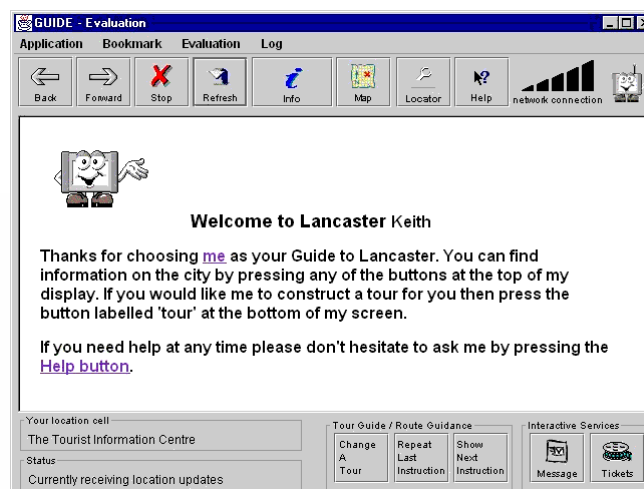 GUIDE - Evaluation
Application Bookmark Evaluation Log
Back Forward Stop Refresh Info Map Locator Help network connection
Welcome to Lancaster Keith
Thanks for choosing me as your Guide to Lancaster. You can find
information on the city by pressing any of the buttons at the top of my
display. If you would like me to construct a tour for you then press the
button labelled 'tour' at the bottom of my screen.
If you need help at any time please don't hesitate to ask me by pressing the
Help button.
Your location cell
The Tourist Information Centre
Status
Currently receiving location updates
Tour Guide / Route Guidance
Change
A
Tour
Repeat
Last
Instruction
Show
Next
Instruction
Interactive Services
Message Tickets